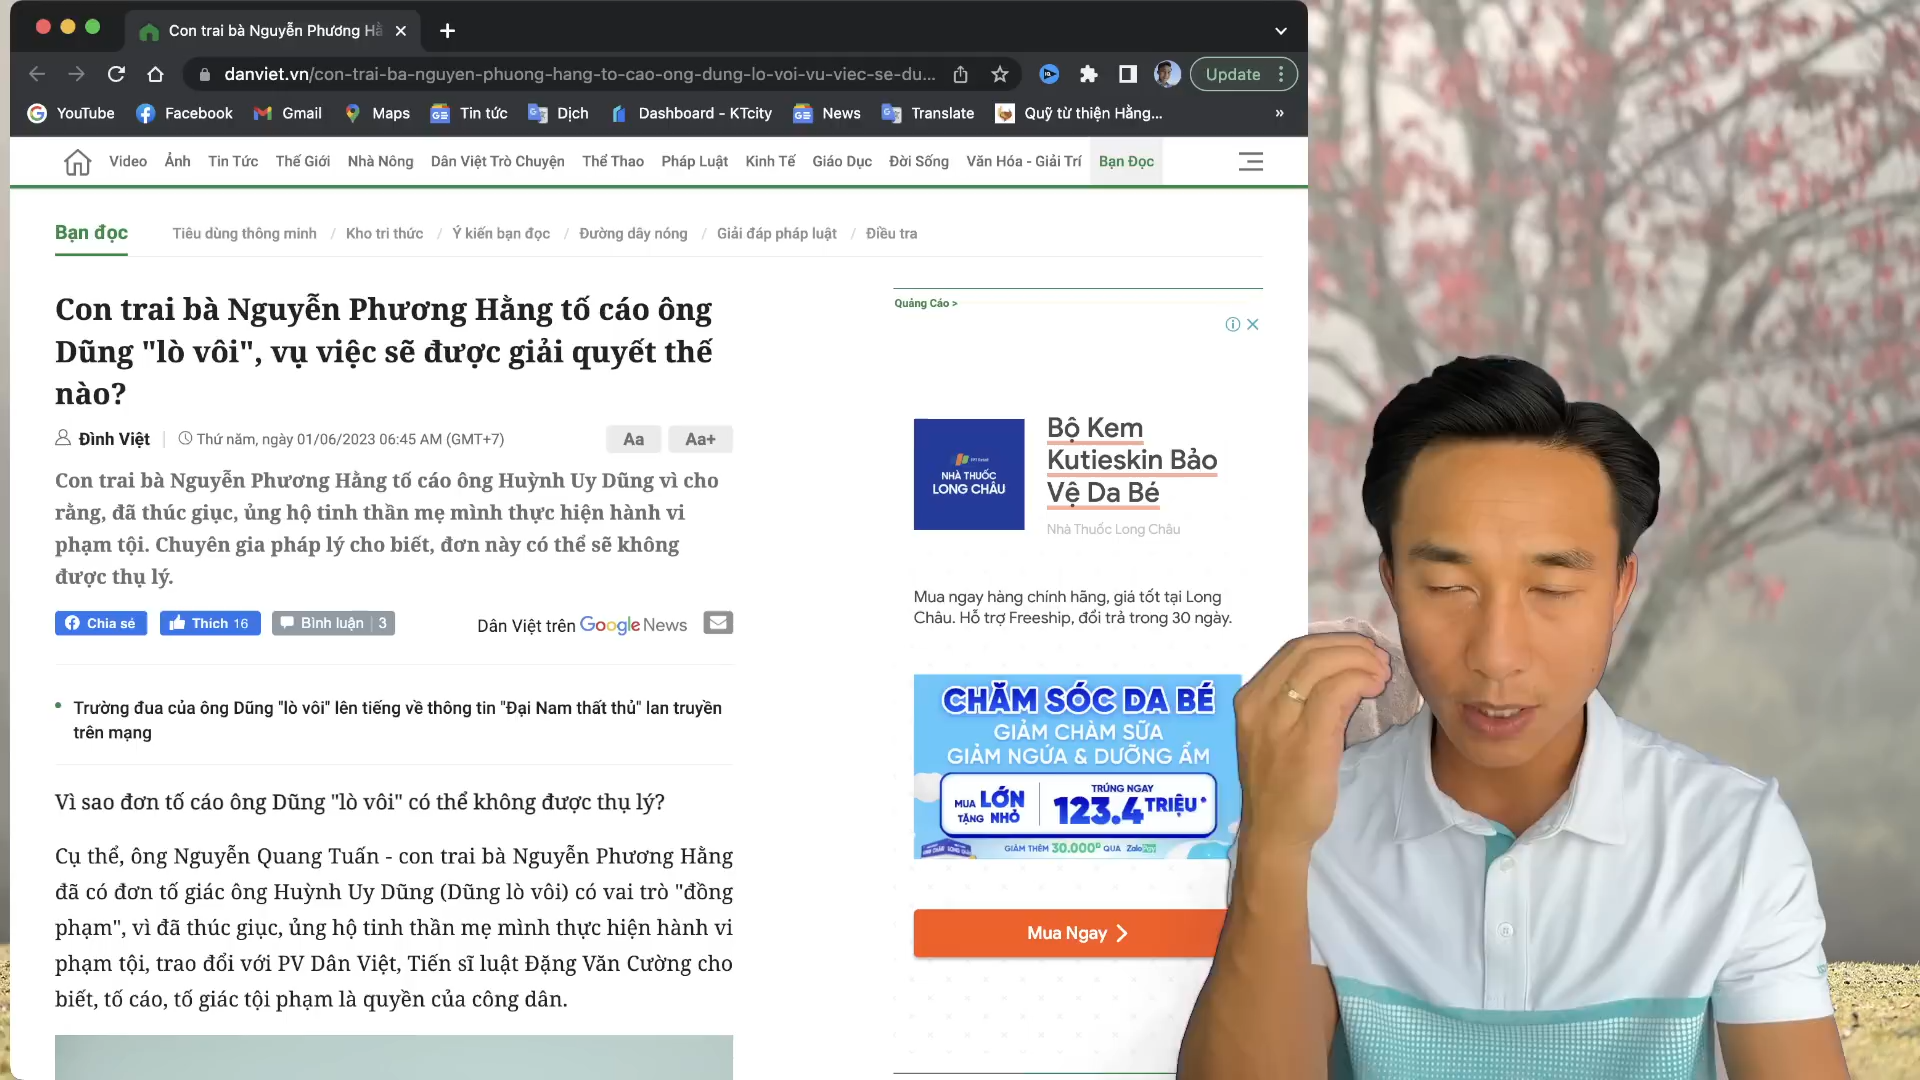 Con trai bà Nguyễn Phương Hằ
danviet.vn/con-trai-ba-nguyen-phuong-hang-to-cao-ong-dung-lo-voi-vu-viec-se-du...
Update
YouTube Facebook Gmail Maps Tin tức Dịch Dashboard - KTcity News Translate Quỹ từ thiện Hằng... »
Video Ảnh Tin Tức Thế Giới Nhà Nông Dân Việt Trò Chuyện Thể Thao Pháp Luật Kinh Tế Giáo Dục Đời Sống Văn Hóa - Giải Trí Bạn Đọc
Bạn đọc Tiêu dùng thông minh / Kho tri thức / Ý kiến bạn đọc / Đường dây nóng / Giải đáp pháp luật / Điều tra
Con trai bà Nguyễn Phương Hằng tố cáo ông
Dũng "lò vôi", vụ việc sẽ được giải quyết thế
nào?
Đình Việt Thứ năm, ngày 01/06/2023 06:45 AM (GMT+7) Aa Aa+
Con trai bà Nguyễn Phương Hằng tố cáo ông Huỳnh Uy Dũng vì cho
rằng, đã thúc giục, ủng hộ tinh thần mẹ mình thực hiện hành vi
phạm tội. Chuyên gia pháp lý cho biết, đơn này có thể sẽ không
được thụ lý.
Chia sẻ Thích 16 Bình luận | 3 Dân Việt trên Google News
Trường đua của ông Dũng "lò vôi" lên tiếng về thông tin "Đại Nam thất thủ" lan truyền
trên mạng
Vì sao đơn tố cáo ông Dũng "lò vôi" có thể không được thụ lý?
Cụ thể, ông Nguyễn Quang Tuấn - con trai bà Nguyễn Phương Hằng
đã có đơn tố giác ông Huỳnh Uy Dũng (Dũng lò vôi) có vai trò "đồng
phạm", vì đã thúc giục, ủng hộ tinh thần mẹ mình thực hiện hành vi
phạm tội, trao đổi với PV Dân Việt, Tiến sĩ luật Đặng Văn Cường cho
biết, tố cáo, tố giác tội phạm là quyền của công dân.
Quảng Cáo >
NHÀ THUỐC
LONG CHÂU
Bộ Kem
Kutieskin Bảo
Vệ Da Bé
Nhà Thuốc Long Châu
Mua ngay hàng chính hãng, giá tốt tại Long
Châu. Hỗ trợ Freeship, đổi trả trong 30 ngày.
CHĂM SÓC DA BÉ
GIẢM CHÀM SỮA
GIẢM NGỨA & DƯỠNG ẨM
MUA LỚN
TẶNG NHỎ
TRÚNG NGAY
123.4 TRIỆU*
GIẢM THÊM 30.000Đ QUA ZaloPay
Mua Ngay